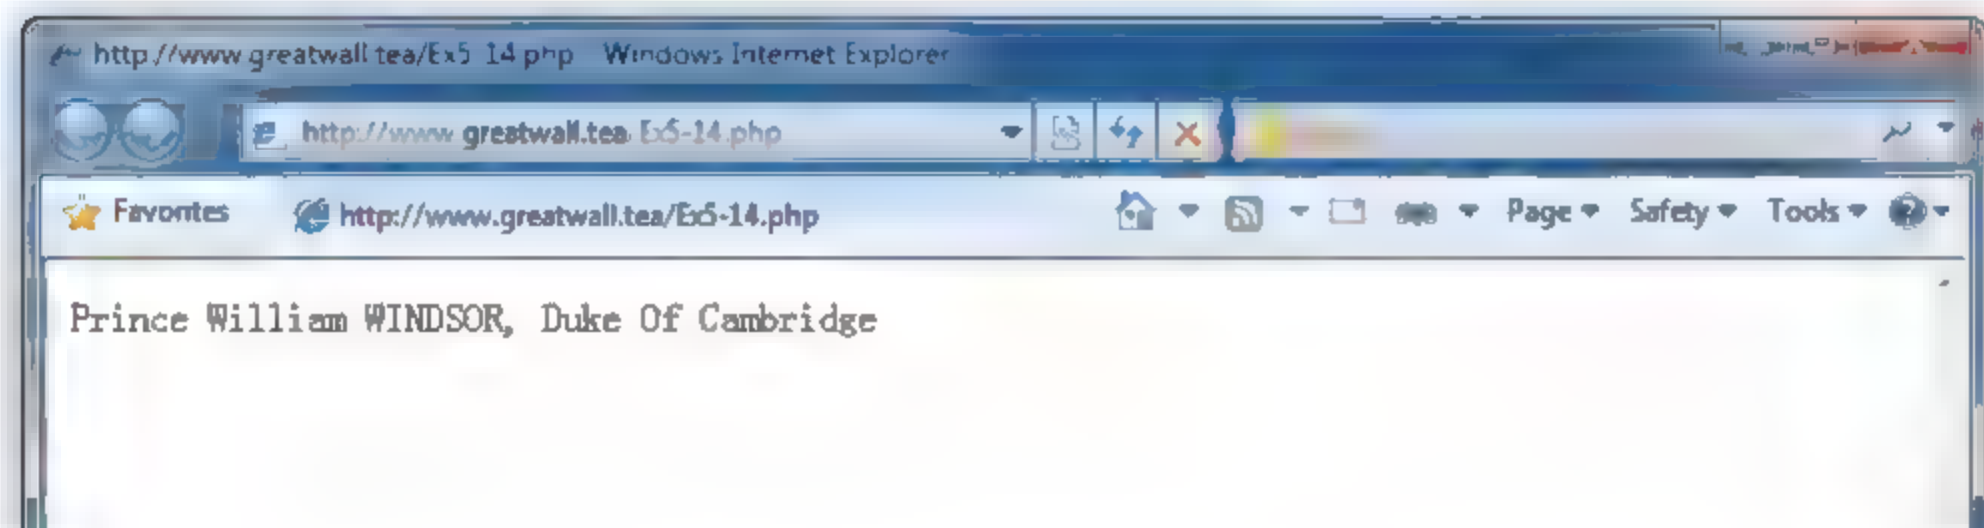 http://www.greatwall.tea/Ex5-14.php Windows Internet Explorer
http://www.greatwall.tea/Ex5-14.php
Favorites http://www.greatwall.tea/Ex5-14.php Page Safety Tools
Prince William WINDSOR, Duke Of Cambridge